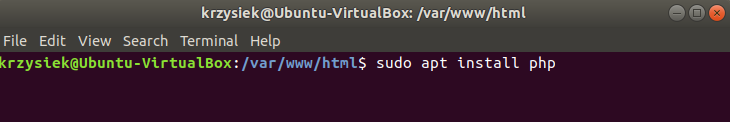 krzysiek@Ubuntu-VirtualBox: /var/www/html
File Edit View Search Terminal Help
krzysiek@Ubuntu-VirtualBox:/var/www/html$ sudo apt install php